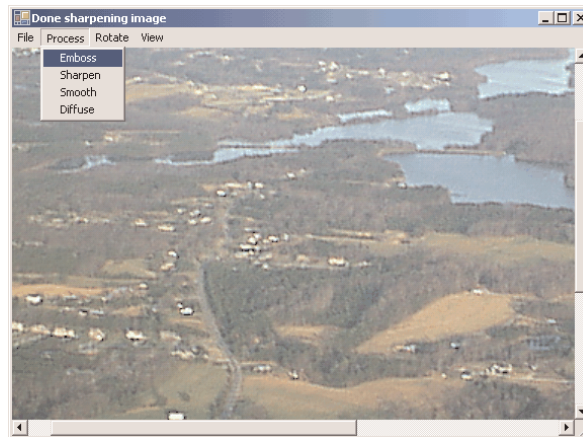 Done sharpening image
File Process Rotate View
Emboss
Sharpen
Smooth
Diffuse